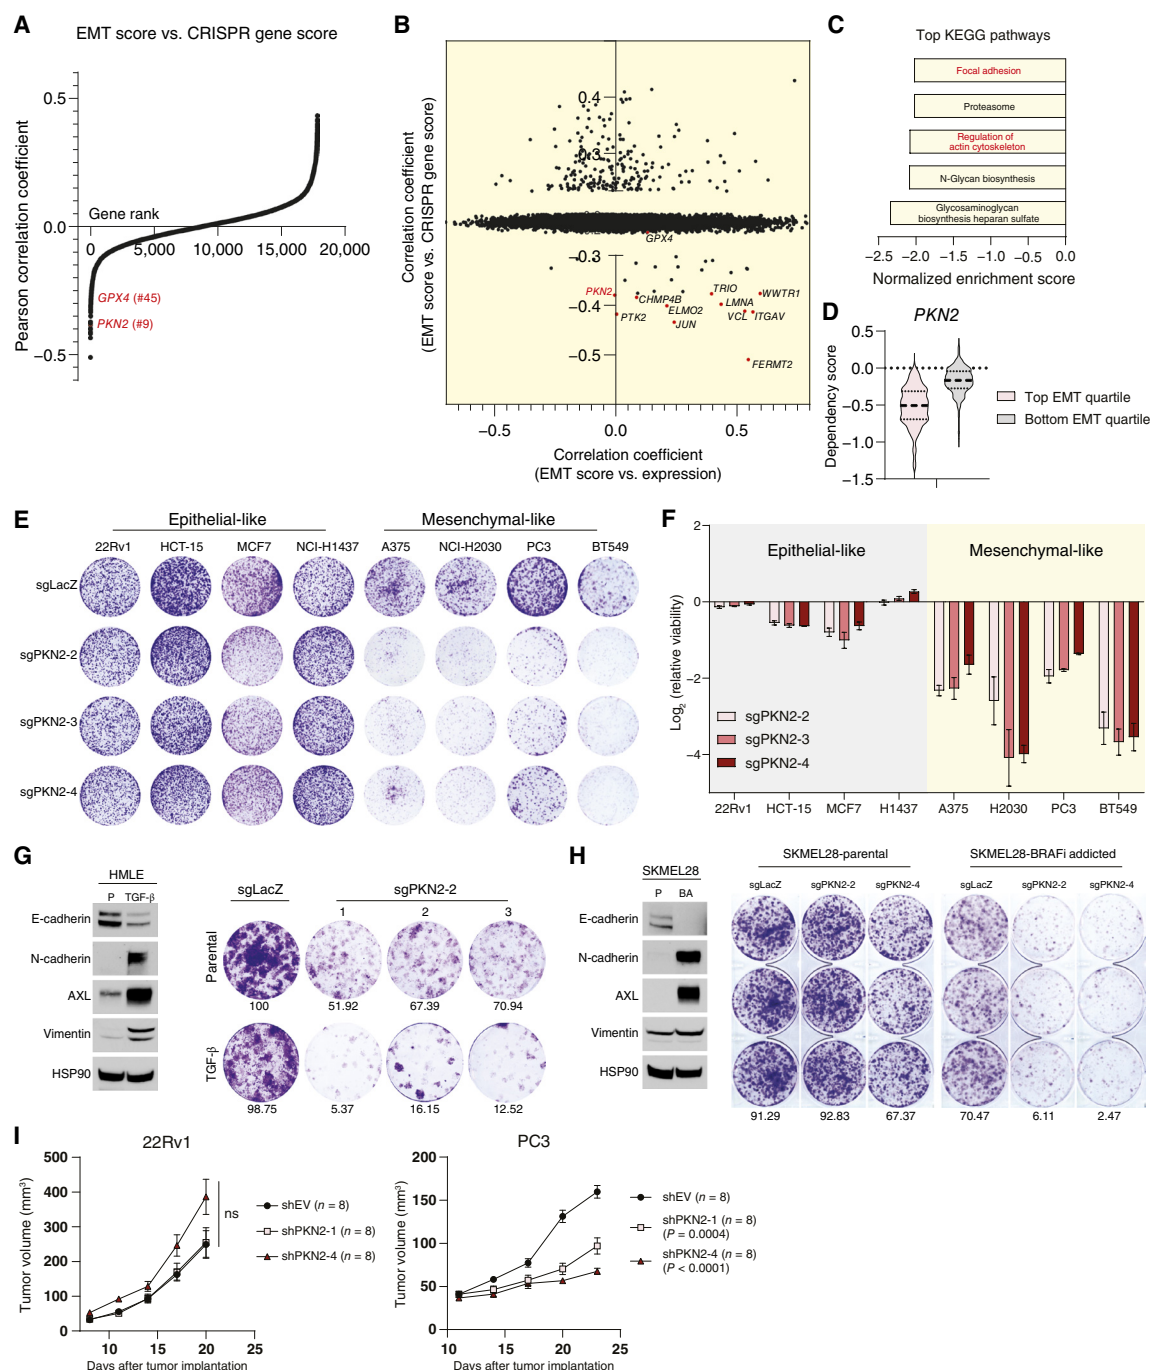 A
EMT score vs. CRISPR gene score
Pearson correlation coefficient
0.5
0.0
−0.5
Gene rank
0
5,000
10,000
15,000
20,000
GPX4 (#45)
PKN2 (#9)
B
Correlation coefficient
(EMT score vs. CRISPR gene score)
0.4
0.3
−0.3
−0.4
−0.5
GPX4
PKN2
CHMP4B
TRIO
WWTR1
PTK2
ELMO2
LMNA
JUN
VCL
ITGAV
FERMT2
−0.5
0.0
0.5
Correlation coefficient
(EMT score vs. expression)
C
Top KEGG pathways
Focal adhesion
Proteasome
Regulation of
actin cytoskeleton
N-Glycan biosynthesis
Glycosaminoglycan
biosynthesis heparan sulfate
−2.5
−2.0
−1.5
−1.0
−0.5
0.0
Normalized enrichment score
D
PKN2
Dependency score
0.5
0.0
−0.5
−1.0
−1.5
Top EMT quartile
Bottom EMT quartile
E
Epithelial-like
Mesenchymal-like
22Rv1
HCT-15
MCF7
NCI-H1437
A375
NCI-H2030
PC3
BT549
sgLacZ
sgPKN2-2
sgPKN2-3
sgPKN2-4
F
Log2 (relative viability)
2
0
−2
−4
Epithelial-like
Mesenchymal-like
sgPKN2-2
sgPKN2-3
sgPKN2-4
22Rv1
HCT-15
MCF7
H1437
A375
H2030
PC3
BT549
G
HMLE
P
TGF-β
E-cadherin
N-cadherin
AXL
Vimentin
HSP90
sgLacZ
sgPKN2-2
1
2
3
Parental
100
51.92
67.39
70.94
TGF-β
98.75
5.37
16.15
12.52
H
SKMEL28
P
BA
E-cadherin
N-cadherin
AXL
Vimentin
HSP90
SKMEL28-parental
SKMEL28-BRAFi addicted
sgLacZ
sgPKN2-2
sgPKN2-4
sgLacZ
sgPKN2-2
sgPKN2-4
91.29
92.83
67.37
70.47
6.11
2.47
I
22Rv1
Tumor volume (mm3)
500
400
300
200
100
0
10
15
20
25
Days after tumor implantation
ns
shEV (n = 8)
shPKN2-1 (n = 8)
shPKN2-4 (n = 8)
PC3
Tumor volume (mm3)
200
150
100
50
0
10
15
20
25
Days after tumor implantation
shEV (n = 8)
shPKN2-1 (n = 8)
(P = 0.0004)
shPKN2-4 (n = 8)
(P < 0.0001)